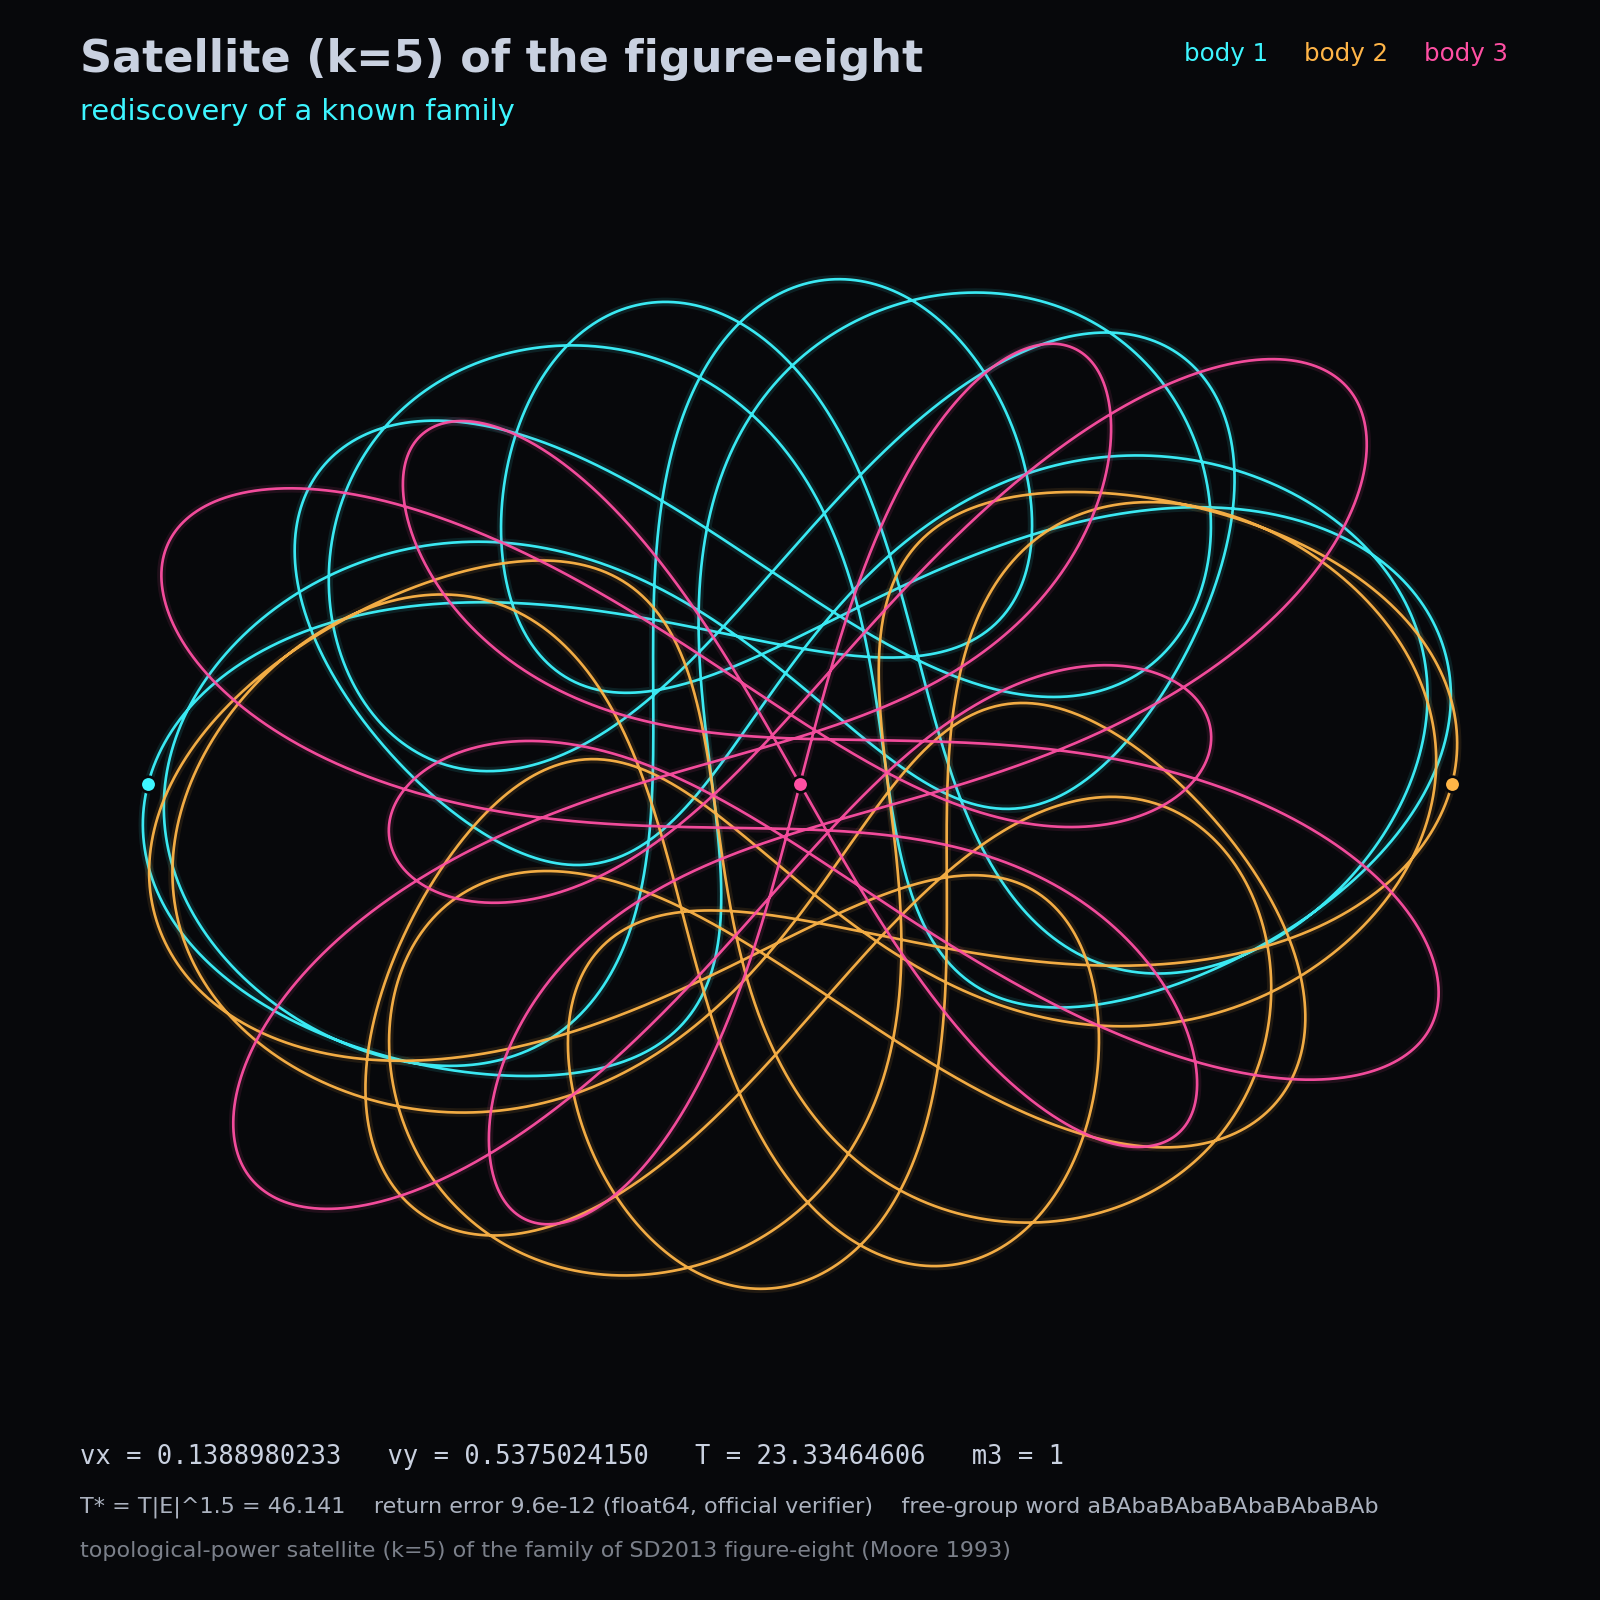 Satellite (k=5) of the figure-eight
body 1 body 2 body 3
rediscovery of a known family
vx = 0.1388980233 vy = 0.5375024150 T = 23.33464606 m3 = 1
T* = T|E|^1.5 = 46.141 return error 9.6e-12 (float64, official verifier) free-group word aBAbaBAbaBAbaBAbaBAb
topological-power satellite (k=5) of the family of SD2013 figure-eight (Moore 1993)